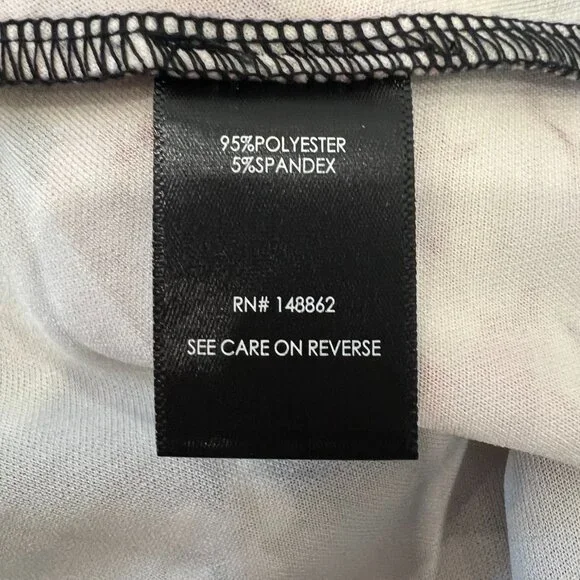 95%POLYESTER
5%SPANDEX
RN# 148862
SEE CARE ON REVERSE